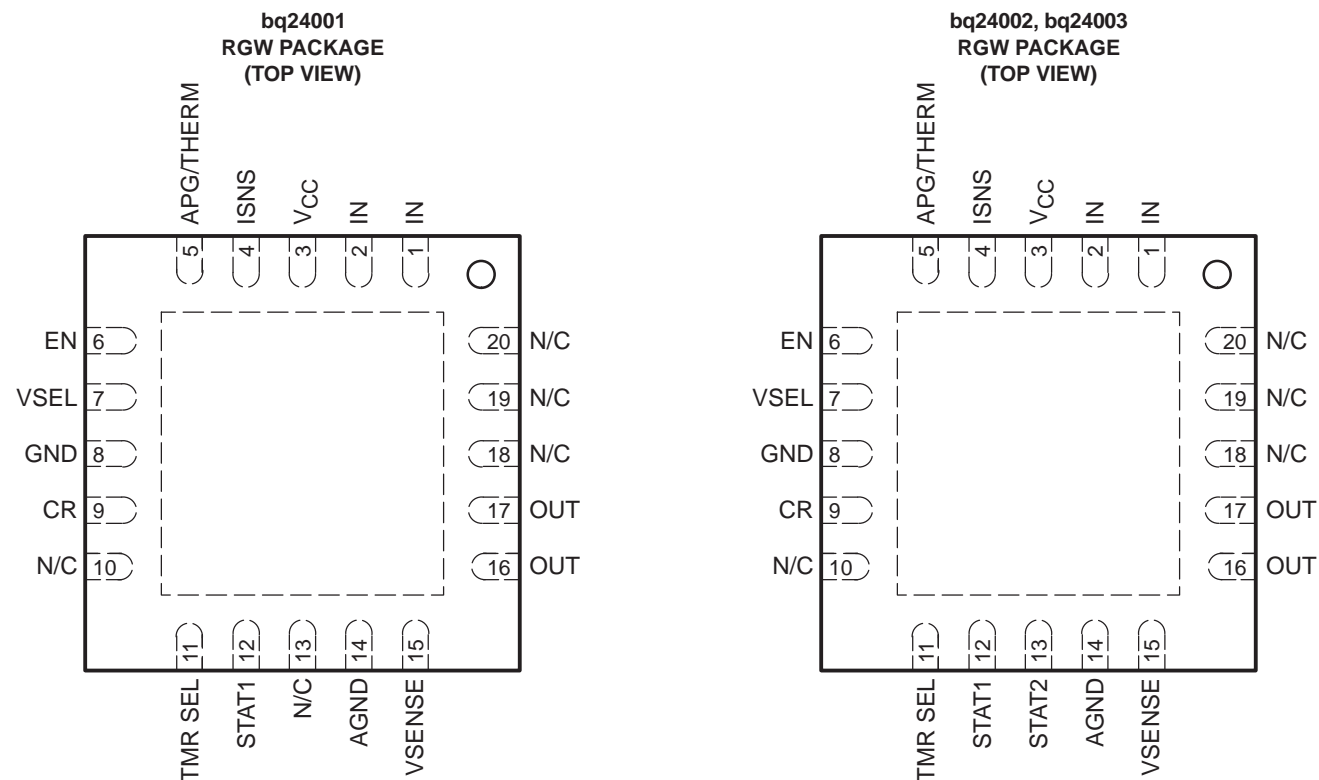 bq24001
RGW PACKAGE
(TOP VIEW)
APG/THERM
ISNS
VCC
IN
IN
5
4
3
2
1
EN 6
VSEL 7
GND 8
CR 9
N/C 10
20 N/C
19 N/C
18 N/C
17 OUT
16 OUT
11
12
13
14
15
TMR SEL
STAT1
N/C
AGND
VSENSE
bq24002, bq24003
RGW PACKAGE
(TOP VIEW)
APG/THERM
ISNS
VCC
IN
IN
5
4
3
2
1
EN 6
VSEL 7
GND 8
CR 9
N/C 10
20 N/C
19 N/C
18 N/C
17 OUT
16 OUT
11
12
13
14
15
TMR SEL
STAT1
STAT2
AGND
VSENSE